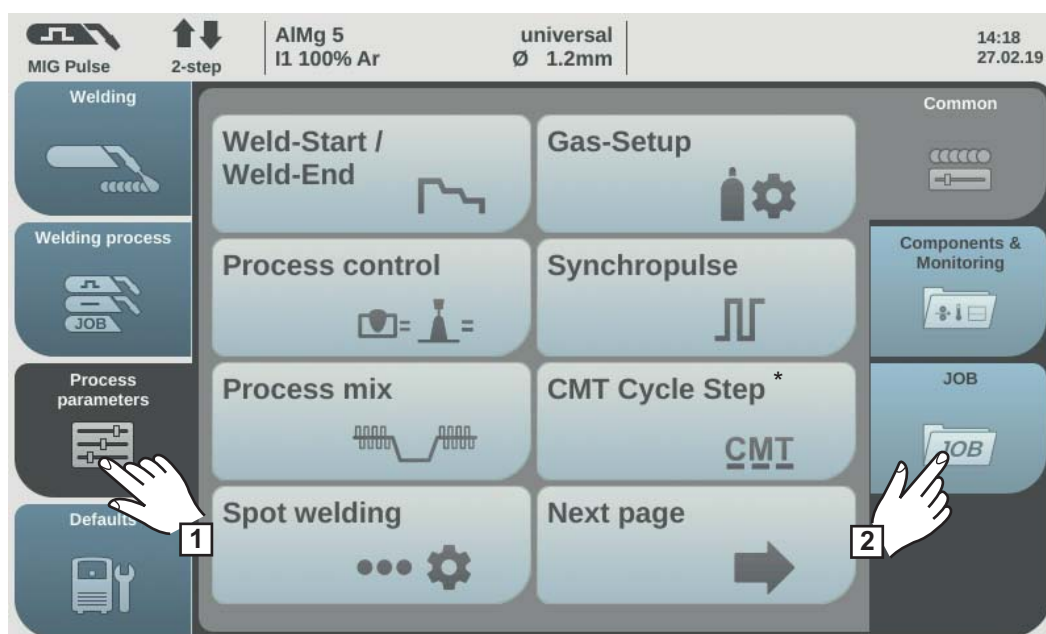 MIG Pulse
2-step
AlMg 5
I1 100% Ar
universal
Ø 1.2mm
14:18
27.02.19
Welding
Welding process
JOB
Process
parameters
Defaults
1
Weld-Start /
Weld-End
Gas-Setup
Process control
= =
Synchropulse
Process mix
CMT Cycle Step *
CMT
Spot welding
Next page
Common
Components &
Monitoring
JOB
JOB
2